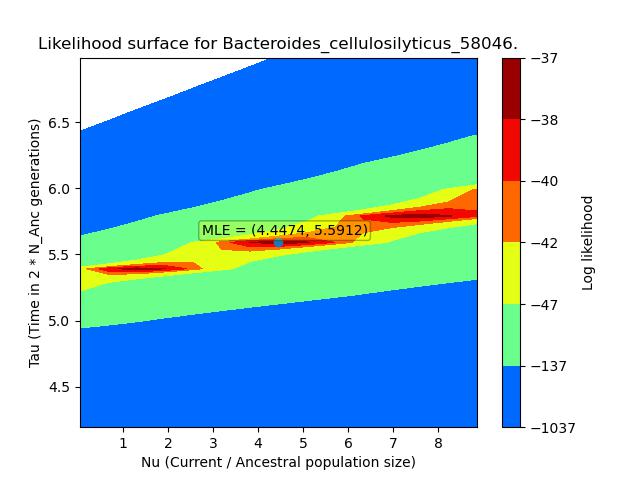 Likelihood surface for Bacteroides_cellulosilyticus_58046.
MLE = (4.4474, 5.5912)
Tau (Time in 2 * N_Anc generations)
6.5
6.0
5.5
5.0
4.5
1 2 3 4 5 6 7 8
Nu (Current / Ancestral population size)
−37
−38
−40
−42
−47
−137
−1037
Log likelihood